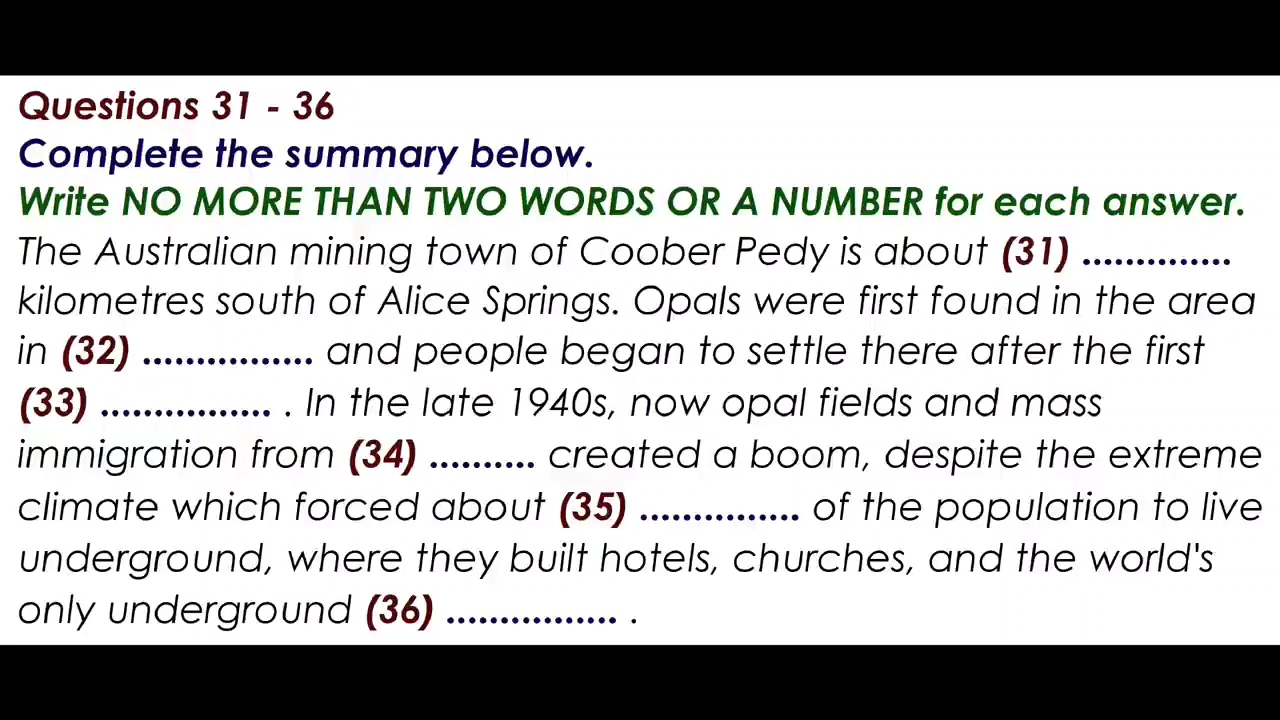 Questions 31 - 36
Complete the summary below.
Write NO MORE THAN TWO WORDS OR A NUMBER for each answer.
The Australian mining town of Coober Pedy is about (31) ..............
kilometres south of Alice Springs. Opals were first found in the area
in (32) ................ and people began to settle there after the first
(33) ................ . In the late 1940s, now opal fields and mass
immigration from (34) .......... created a boom, despite the extreme
climate which forced about (35) ............... of the population to live
underground, where they built hotels, churches, and the world's
only underground (36) ................ .